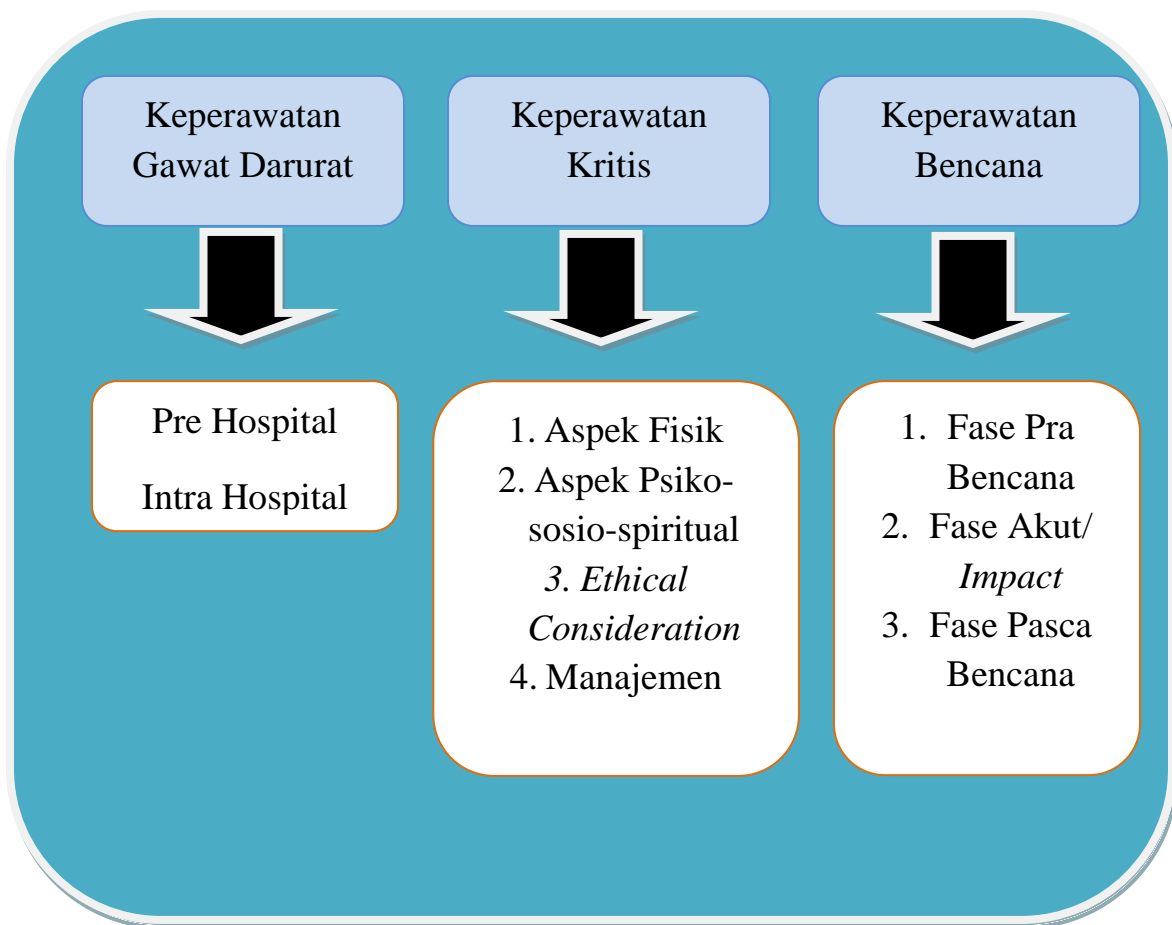 Keperawatan
Gawat Darurat
Keperawatan
Kritis
Keperawatan
Bencana
Pre Hospital
Intra Hospital
1. Aspek Fisik
2. Aspek Psiko-
sosio-spiritual
3. Ethical
Consideration
4. Manajemen
1. Fase Pra
Bencana
2. Fase Akut/
Impact
3. Fase Pasca
Bencana